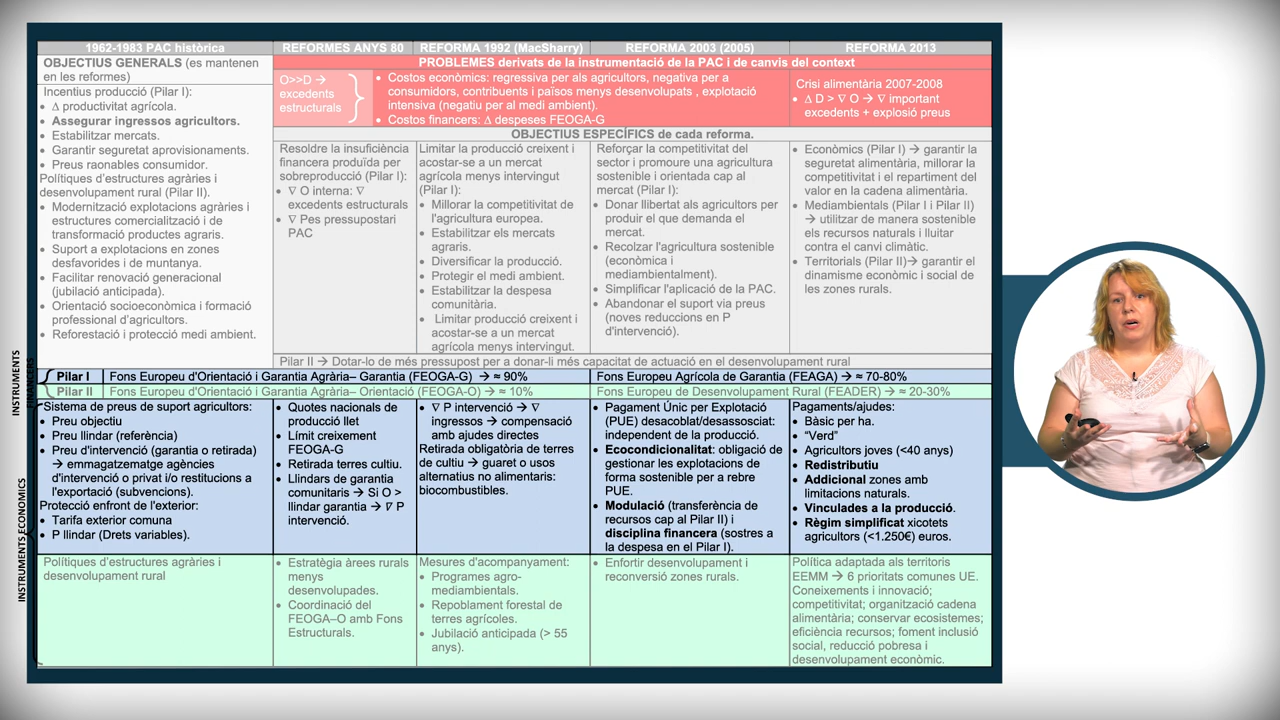 1962-1983 PAC històrica
REFORMES ANYS 80
REFORMA 1992 (MacSharry)
REFORMA 2003 (2005)
REFORMA 2013
OBJECTIUS GENERALS (es mantenen
en les reformes)
PROBLEMES derivats de la instrumentació de la PAC i de canvis del context
O>>D →
excedents
estructurals
• Costos econòmics: regressiva per als agricultors, negativa per a
consumidors, contribuents i països menys desenvolupats , explotació
intensiva (negatiu per al medi ambient).
• Costos financers: Δ despeses FEOGA-G
Crisi alimentària 2007-2008
• Δ D > ∇ O → ∇ important
excedents + explosió preus
Incentius producció (Pilar I):
• Δ productivitat agrícola.
• Assegurar ingressos agricultors.
• Estabilitzar mercats.
• Garantir seguretat aprovisionaments.
• Preus raonables consumidor.
Polítiques d'estructures agràries i
desenvolupament rural (Pilar II).
• Modernització explotacions agràries i
estructures comercialització i de
transformació productes agraris.
• Suport a explotacions en zones
desfavorides i de muntanya.
• Facilitar renovació generacional
(jubilació anticipada).
• Orientació socioeconòmica i formació
professional d'agricultors.
• Reforestació i protecció medi ambient.
OBJECTIUS ESPECÍFICS de cada reforma.
Resoldre la insuficiència
financera produïda per
sobreproducció (Pilar I):
• ∇ O interna: ∇
excedents estructurals
• ∇ Pes pressupostari
PAC
Limitar la producció creixent i
acostar-se a un mercat
agrícola menys intervingut
(Pilar I):
• Millorar la competitivitat de
l'agricultura europea.
• Estabilitzar els mercats
agraris.
• Diversificar la producció.
• Protegir el medi ambient.
• Estabilitzar la despesa
comunitària.
• Limitar producció creixent i
acostar-se a un mercat
agrícola menys intervingut.
Reforçar la competitivitat del
sector i promoure una agricultura
sostenible i orientada cap al
mercat (Pilar I):
• Donar llibertat als agricultors per
produir el que demanda el
mercat.
• Recolzar l'agricultura sostenible
(econòmica i
mediambientalment).
• Simplificar l'aplicació de la PAC.
• Abandonar el suport via preus
(noves reduccions en P
d'intervenció).
• Econòmics (Pilar I) → garantir la
seguretat alimentària, millorar la
competitivitat i el repartiment del
valor en la cadena alimentària.
• Mediambientals (Pilar I i Pilar II)
→ utilitzar de manera sostenible
els recursos naturals i lluitar
contra el canvi climàtic.
• Territorials (Pilar II)→ garantir el
dinamisme econòmic i social de
les zones rurals.
Pilar II → Dotar-lo de més pressupost per a donar-li més capacitat de actuació en el desenvolupament rural
INSTRUMENTS
FINANCERS
Pilar I
Fons Europeu d'Orientació i Garantia Agrària– Garantia (FEOGA-G) → ≈ 90%
Fons Europeu Agrícola de Garantia (FEAGA) → ≈ 70-80%
Pilar II
Fons Europeu d'Orientació i Garantia Agrària– Orientació (FEOGA-O) → ≈ 10%
Fons Europeu de Desenvolupament Rural (FEADER) → ≈ 20-30%
INSTRUMENTS ECONOMICS
Sistema de preus de suport agricultors:
• Preu objectiu
• Preu llindar (referència)
• Preu d'intervenció (garantia o retirada)
→ emmagatzematge agències
d'intervenció o privat i/o restitucions a
l'exportació (subvencions).
Protecció enfront de l'exterior:
• Tarifa exterior comuna
• P llindar (Drets variables).
• Quotes nacionals de
producció llet
• Límit creixement
FEOGA-G
• Retirada terres cultiu.
• Llindars de garantia
comunitaris → Si O >
llindar garantia → ∇ P
intervenció.
• ∇ P intervenció → ∇
ingressos → compensació
amb ajudes directes
Retirada obligatòria de terres
de cultiu → guaret o usos
alternatius no alimentaris:
biocombustibles.
• Pagament Únic per Explotació
(PUE) desacoblat/desassosciat:
independent de la producció.
• Ecocondicionalitat: obligació de
gestionar les explotacions de
forma sostenible per a rebre
PUE.
• Modulació (transferència de
recursos cap al Pilar II) i
disciplina financera (sostres a
la despesa en el Pilar I).
Pagaments/ajudes:
• Bàsic per ha.
• “Verd”
• Agricultors joves (<40 anys)
• Redistributiu
• Addicional zones amb
limitacions naturals.
• Vinculades a la producció.
• Règim simplificat xicotets
agricultors (<1.250€) euros.
Polítiques d'estructures agràries i
desenvolupament rural
• Estratègia àrees rurals
menys
desenvolupades.
• Coordinació del
FEOGA–O amb Fons
Estructurals.
Mesures d'acompanyament:
• Programes agro-
mediambientals.
• Repoblament forestal de
terres agrícoles.
• Jubilació anticipada (> 55
anys).
• Enfortir desenvolupament i
reconversió zones rurals.
Política adaptada als territoris
EEMM → 6 prioritats comunes UE.
Coneixements i innovació;
competitivitat; organització cadena
alimentària; conservar ecosistemes;
eficiència recursos; foment inclusió
social, reducció pobresa i
desenvolupament econòmic.